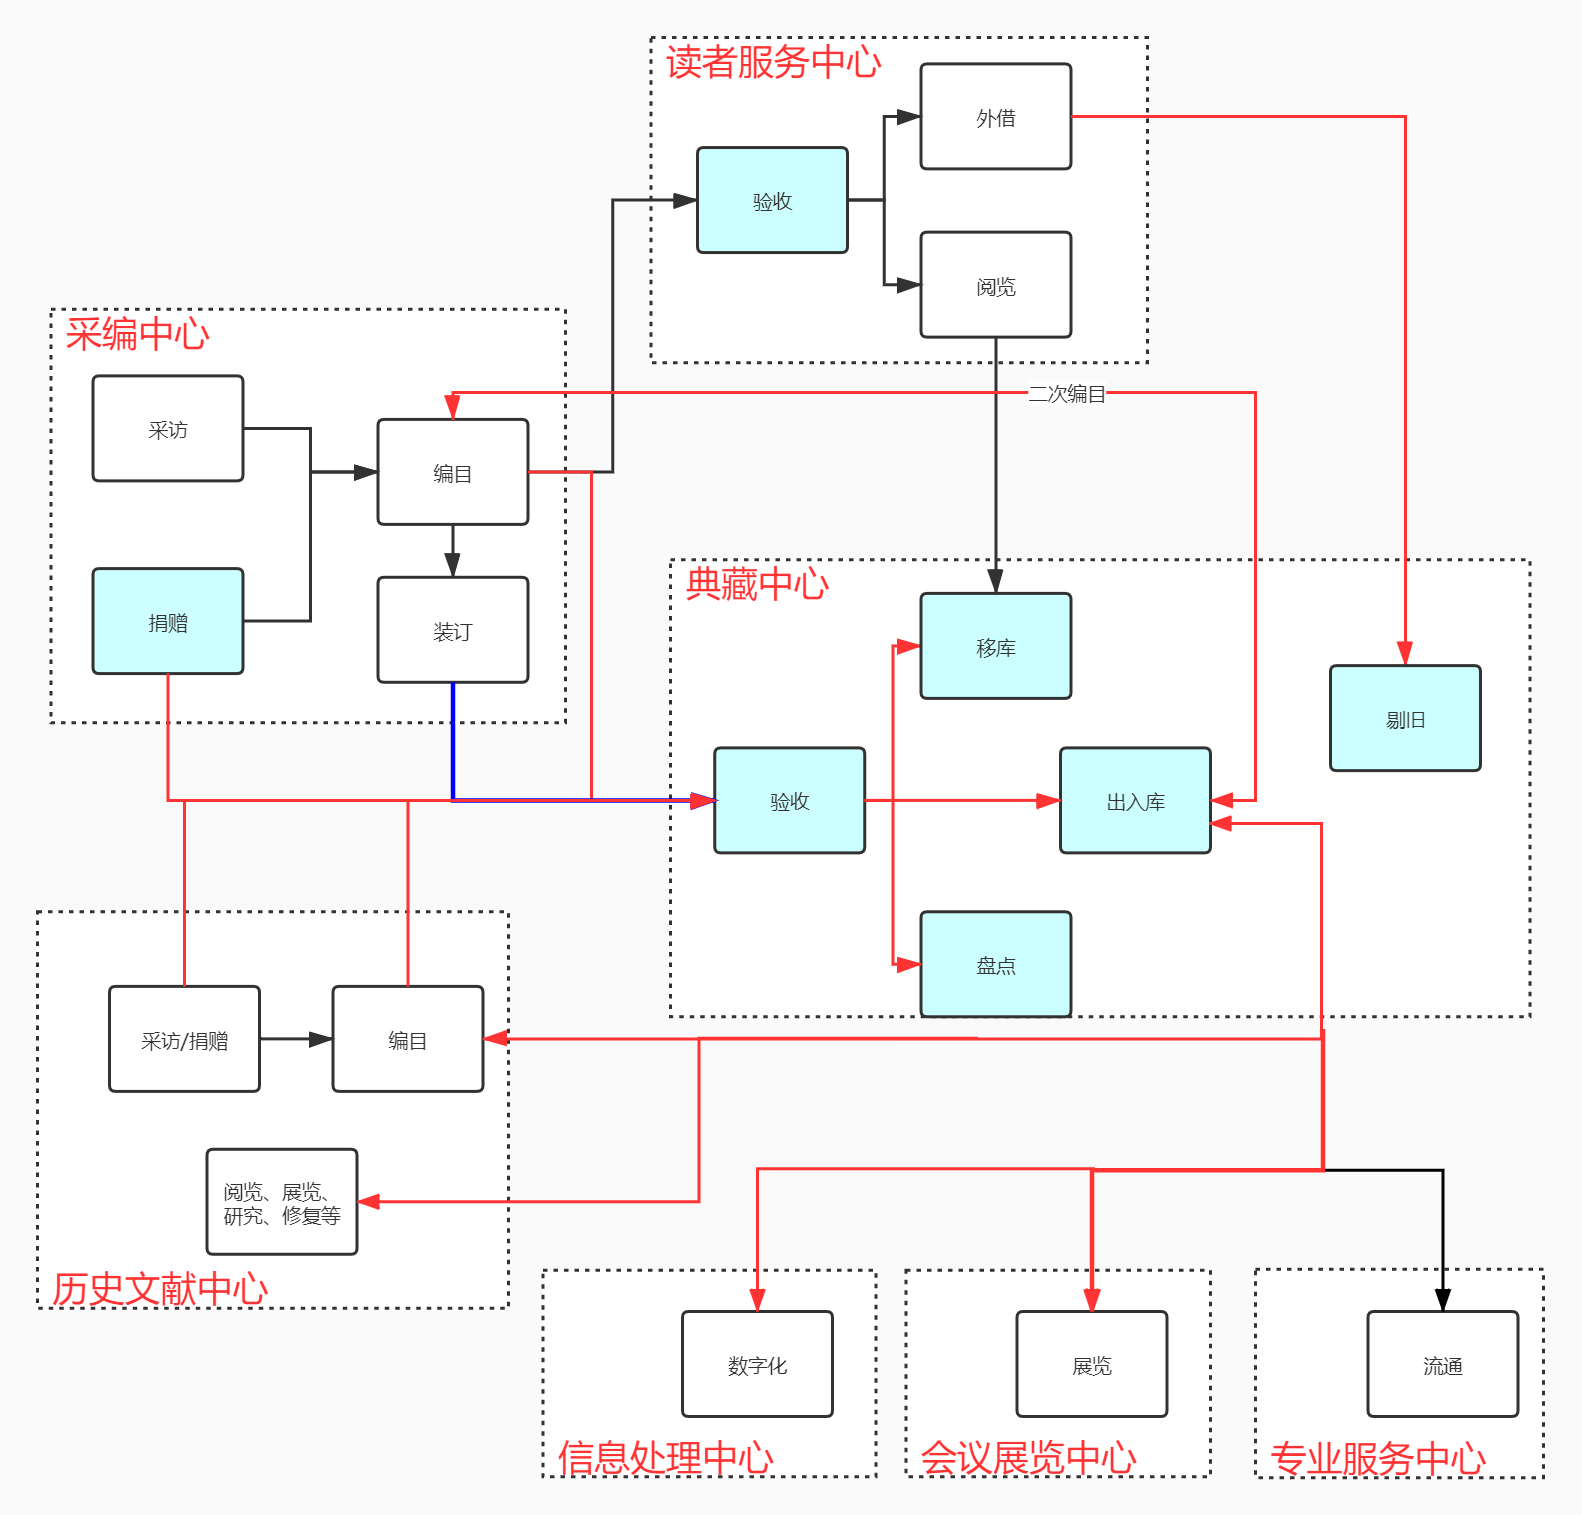 读者服务中心
外借
验收
阅览
采编中心
二次编目
采访
编目
典藏中心
捐赠
装订
移库
剔旧
验收
出入库
盘点
采访/捐赠
编目
阅览、展览、
研究、修复等
历史文献中心
数字化
展览
流通
信息处理中心
会议展览中心
专业服务中心